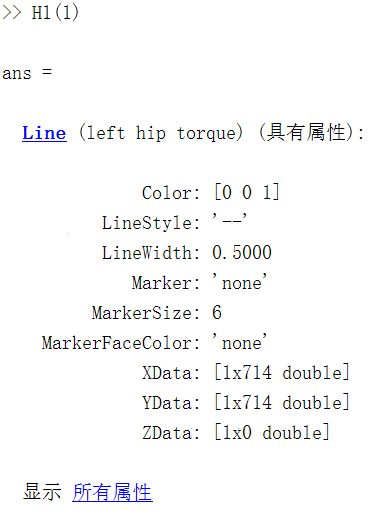 >> H1(1)
ans =
Line (left hip torque) (具有属性):
Color: [0 0 1]
LineStyle: '--'
LineWidth: 0.5000
Marker: 'none'
MarkerSize: 6
MarkerFaceColor: 'none'
XData: [1x714 double]
YData: [1x714 double]
ZData: [1x0 double]
显示 所有属性